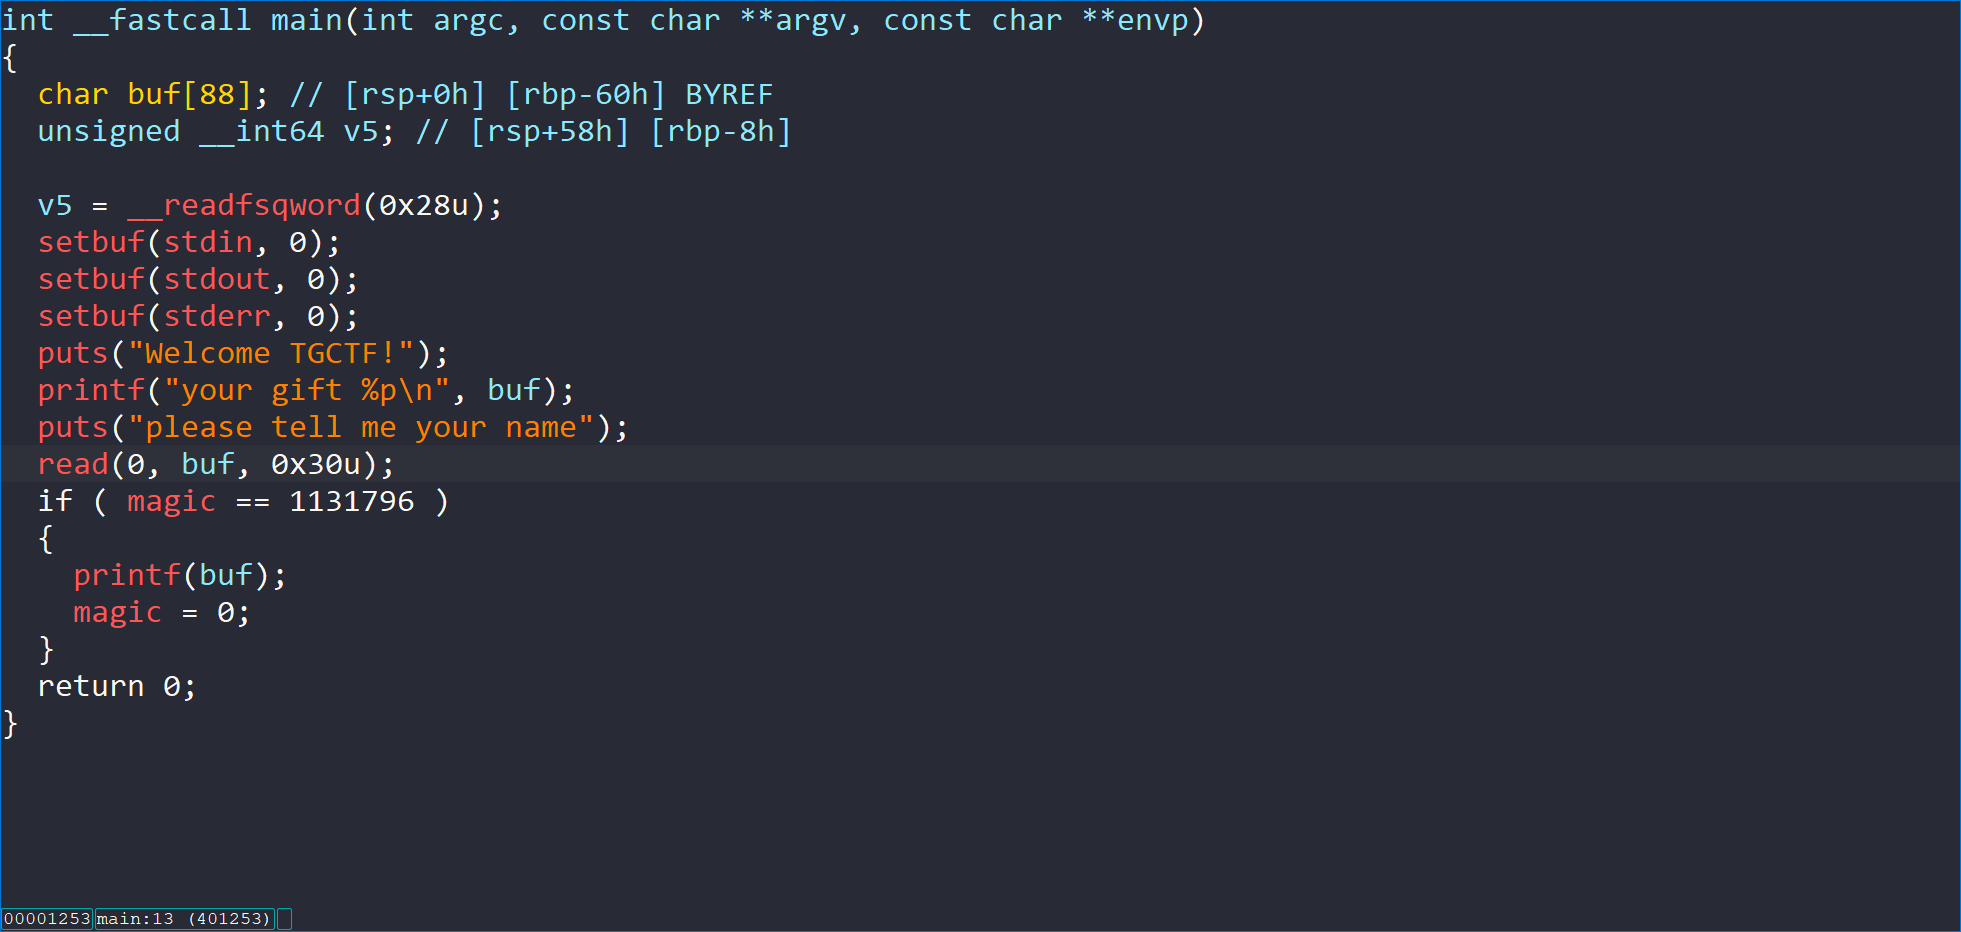 int __fastcall main(int argc, const char **argv, const char **envp)
{
  char buf[88]; // [rsp+0h] [rbp-60h] BYREF
  unsigned __int64 v5; // [rsp+58h] [rbp-8h]

  v5 = __readfsqword(0x28u);
  setbuf(stdin, 0);
  setbuf(stdout, 0);
  setbuf(stderr, 0);
  puts("Welcome TGCTF!");
  printf("your gift %p\n", buf);
  puts("please tell me your name");
  read(0, buf, 0x30u);
  if ( magic == 1131796 )
  {
    printf(buf);
    magic = 0;
  }
  return 0;
}
00001253 main:13 (401253)